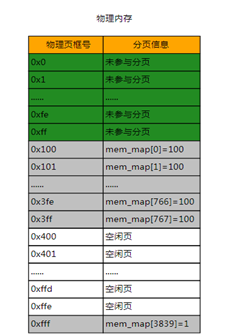 物理内存
物理页框号 分页信息
0x0 未参与分页
0x1 未参与分页
...... ......
0xfe 未参与分页
0xff 未参与分页
0x100 mem_map[0]=100
0x101 mem_map[1]=100
...... ......
0x3fe mem_map[766]=100
0x3ff mem_map[767]=100
0x400 空闲页
0x401 空闲页
...... ......
0xffd 空闲页
0xffe 空闲页
0xfff mem_map[3839]=1